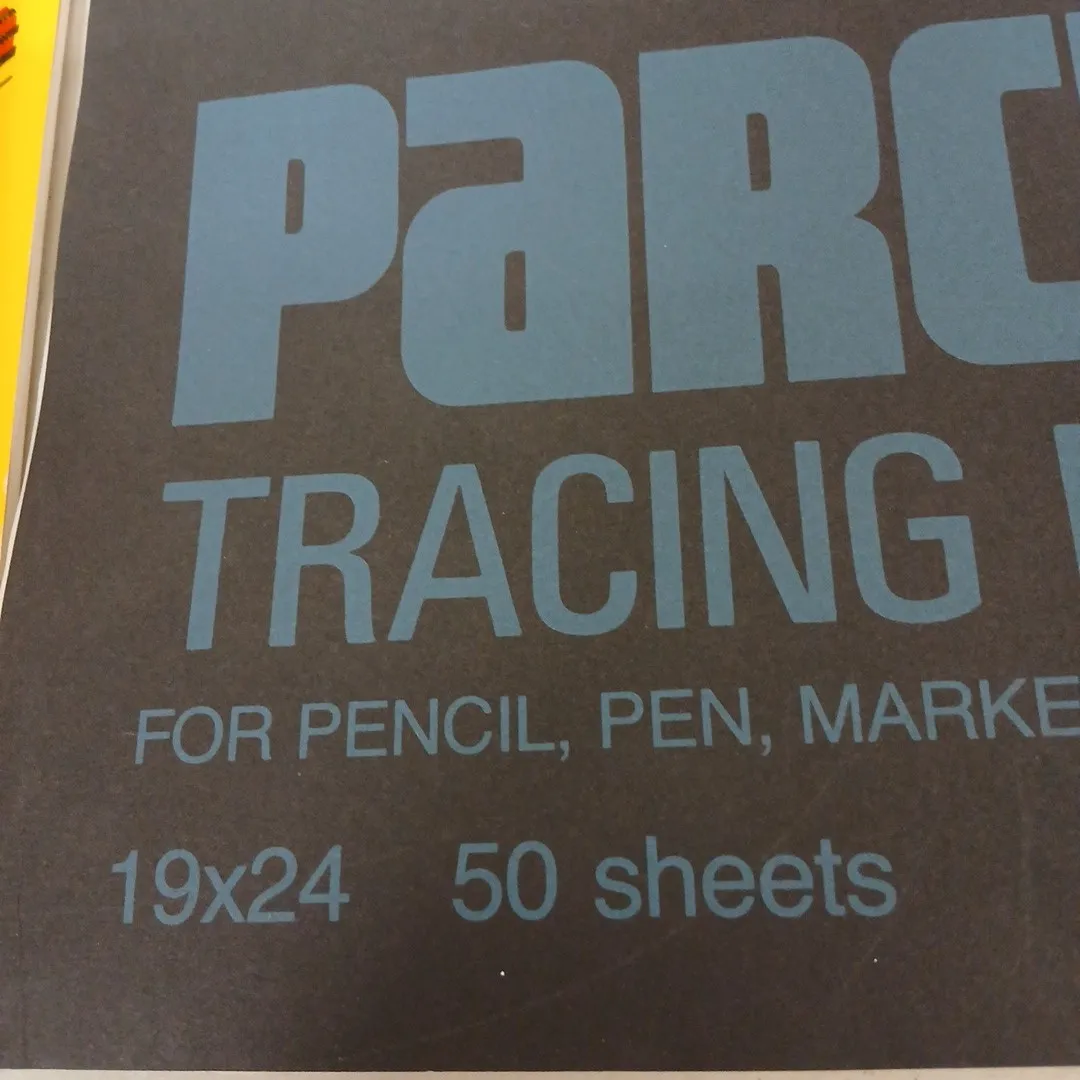 PARC
TRACING
FOR PENCIL, PEN, MARKE
19x24 50 sheets